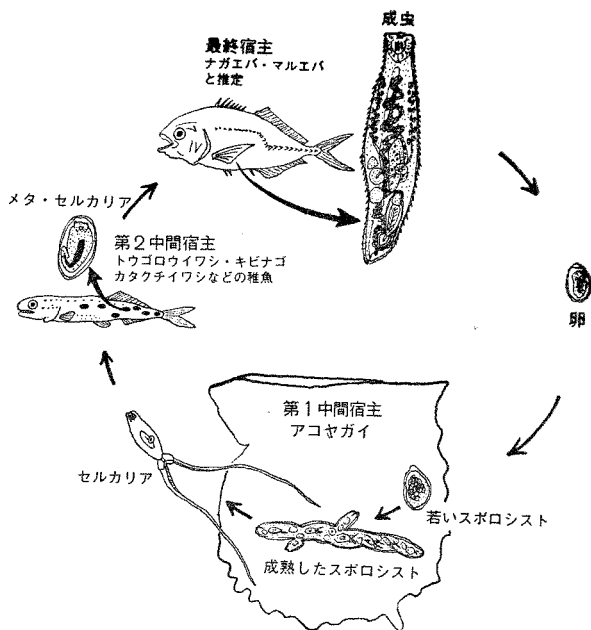 成虫
最終宿主
ナガエバ・マルエバ
と推定
メタ・セルカリア
第2中間宿主
トウゴロウイワシ・キビナゴ
カタクチイワシなどの稚魚
卵
第1中間宿主
アコヤガイ
セルカリア
若いスポロシスト
成熟したスポロシスト